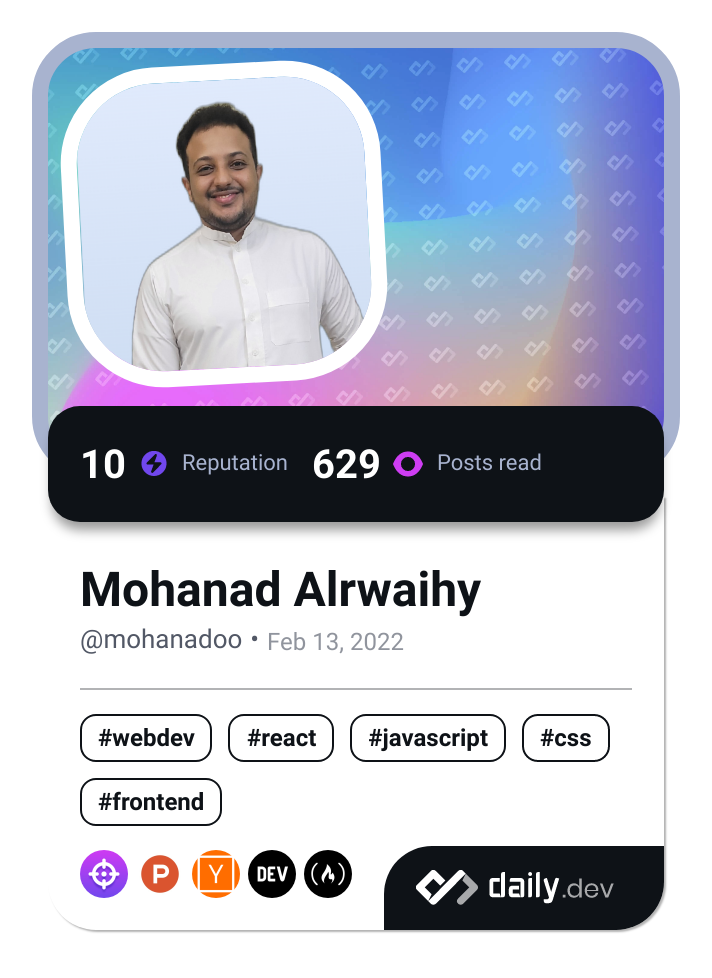 10 Reputation 629 Posts read
Mohanad Alrwaihy
@mohanadoo • Feb 13, 2022
#webdev #react #javascript #css
#frontend
P Y DEV
daily.dev